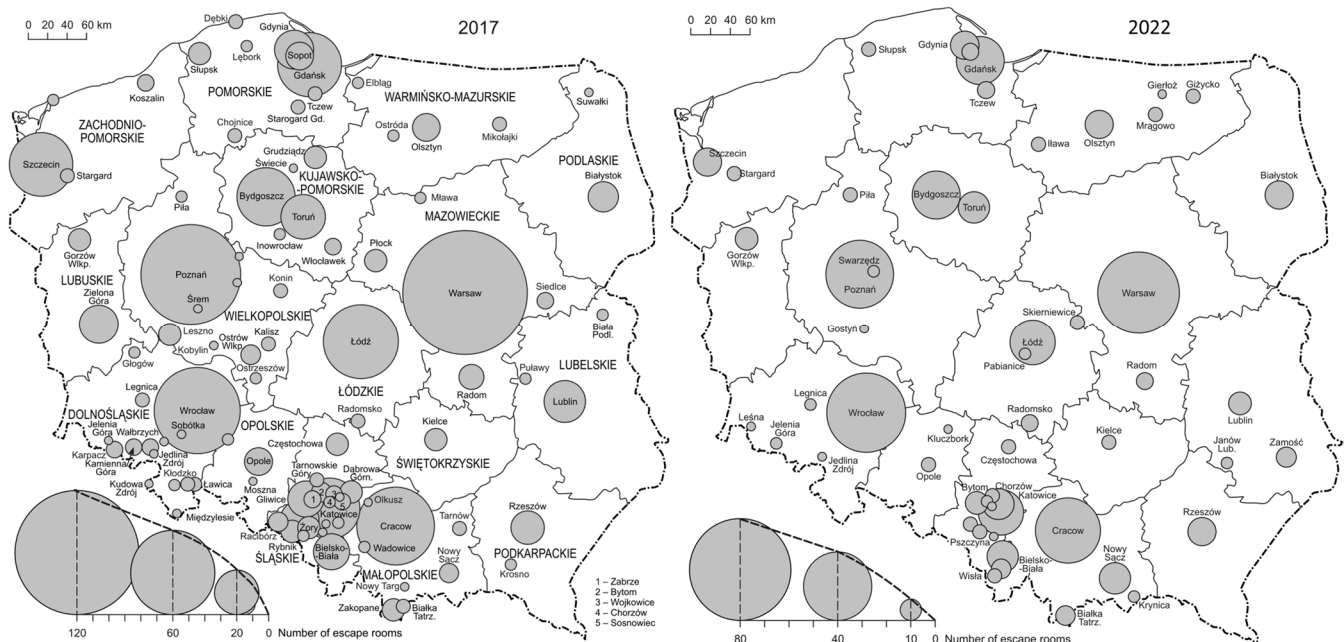 0 20 40 60 km
2017
Dębki
Gdynia
Lębork
Sopot
Słupsk
Gdańsk
Elbląg
Koszalin
POMORSKIE
WARMIŃSKO-MAZURSKIE
Suwałki
Tczew
Starogard Gd.
ZACHODNIO-
POMORSKIE
Chojnice
Ostróda
Olsztyn
Mikołajki
Grudziądz
Świecie
Szczecin
KUJAWSKO-
-POMORSKIE
PODLASKIE
Stargard
Bydgoszcz
Białystok
Piła
Mława
Toruń
MAZOWIECKIE
Inowrocław
Gorzów
Wlkp.
Włocławek
Płock
Poznań
LUBUSKIE
Zielona
Góra
Konin
Warsaw
Siedlce
Śrem
WIELKOPOLSKIE
Biała
Podl.
Leszno
Kalisz
Ostrów
Wlkp.
Kobylin
Łódź
Głogów
Ostrzeszów
Puławy
LUBELSKIE
Legnica
ŁÓDZKIE
Radom
Lublin
DOLNOŚLĄSKIE
Wrocław
Radomsko
Jelenia
Góra
Wałbrzych
Sobótka
OPOLSKIE
Kielce
Częstochowa
Karpacz
Kamienna
Góra
Jedlina
Zdrój
Opole
ŚWIĘTOKRZYSKIE
Tarnowskie
Góry
Dąbrowa
Górn.
Kłodzko
Kudowa
Zdrój
Ławica
Moszna
Gliwice
1
2
3
4
5
Olkusz
Międzylesie
Katowice
Cracow
Tarnów
Rzeszów
Żory
Racibórz
Rybnik
Wadowice
ŚLĄSKIE
Bielsko-
Biała
PODKARPACKIE
Nowy
Sącz
Krosno
MAŁOPOLSKIE
Nowy Targ
1 – Zabrze
2 – Bytom
3 – Wojkowice
4 – Chorzów
5 – Sosnowiec
Zakopane
Białka
Tatrz.
120 60 20 0
Number of escape rooms
0 20 40 60 km
2022
Słupsk
Gdynia
Gdańsk
Tczew
Gierłoż
Giżycko
Mrągowo
Olsztyn
Iława
Szczecin
Stargard
Białystok
Piła
Bydgoszcz
Toruń
Gorzów
Wlkp.
Swarzędz
Poznań
Warsaw
Gostyń
Skierniewice
Łódź
Pabianice
Radom
Legnica
Wrocław
Lublin
Leśna
Radomsko
Kluczbork
Jelenia
Góra
Kielce
Jedlina
Zdrój
Częstochowa
Janów
Lub.
Zamość
Opole
Bytom
Chorzów
Katowice
Cracow
Rzeszów
Pszczyna
Nowy
Sącz
Bielsko-
-Biała
Wisła
Krynica
Białka
Tatrz.
80 40 10 0
Number of escape rooms